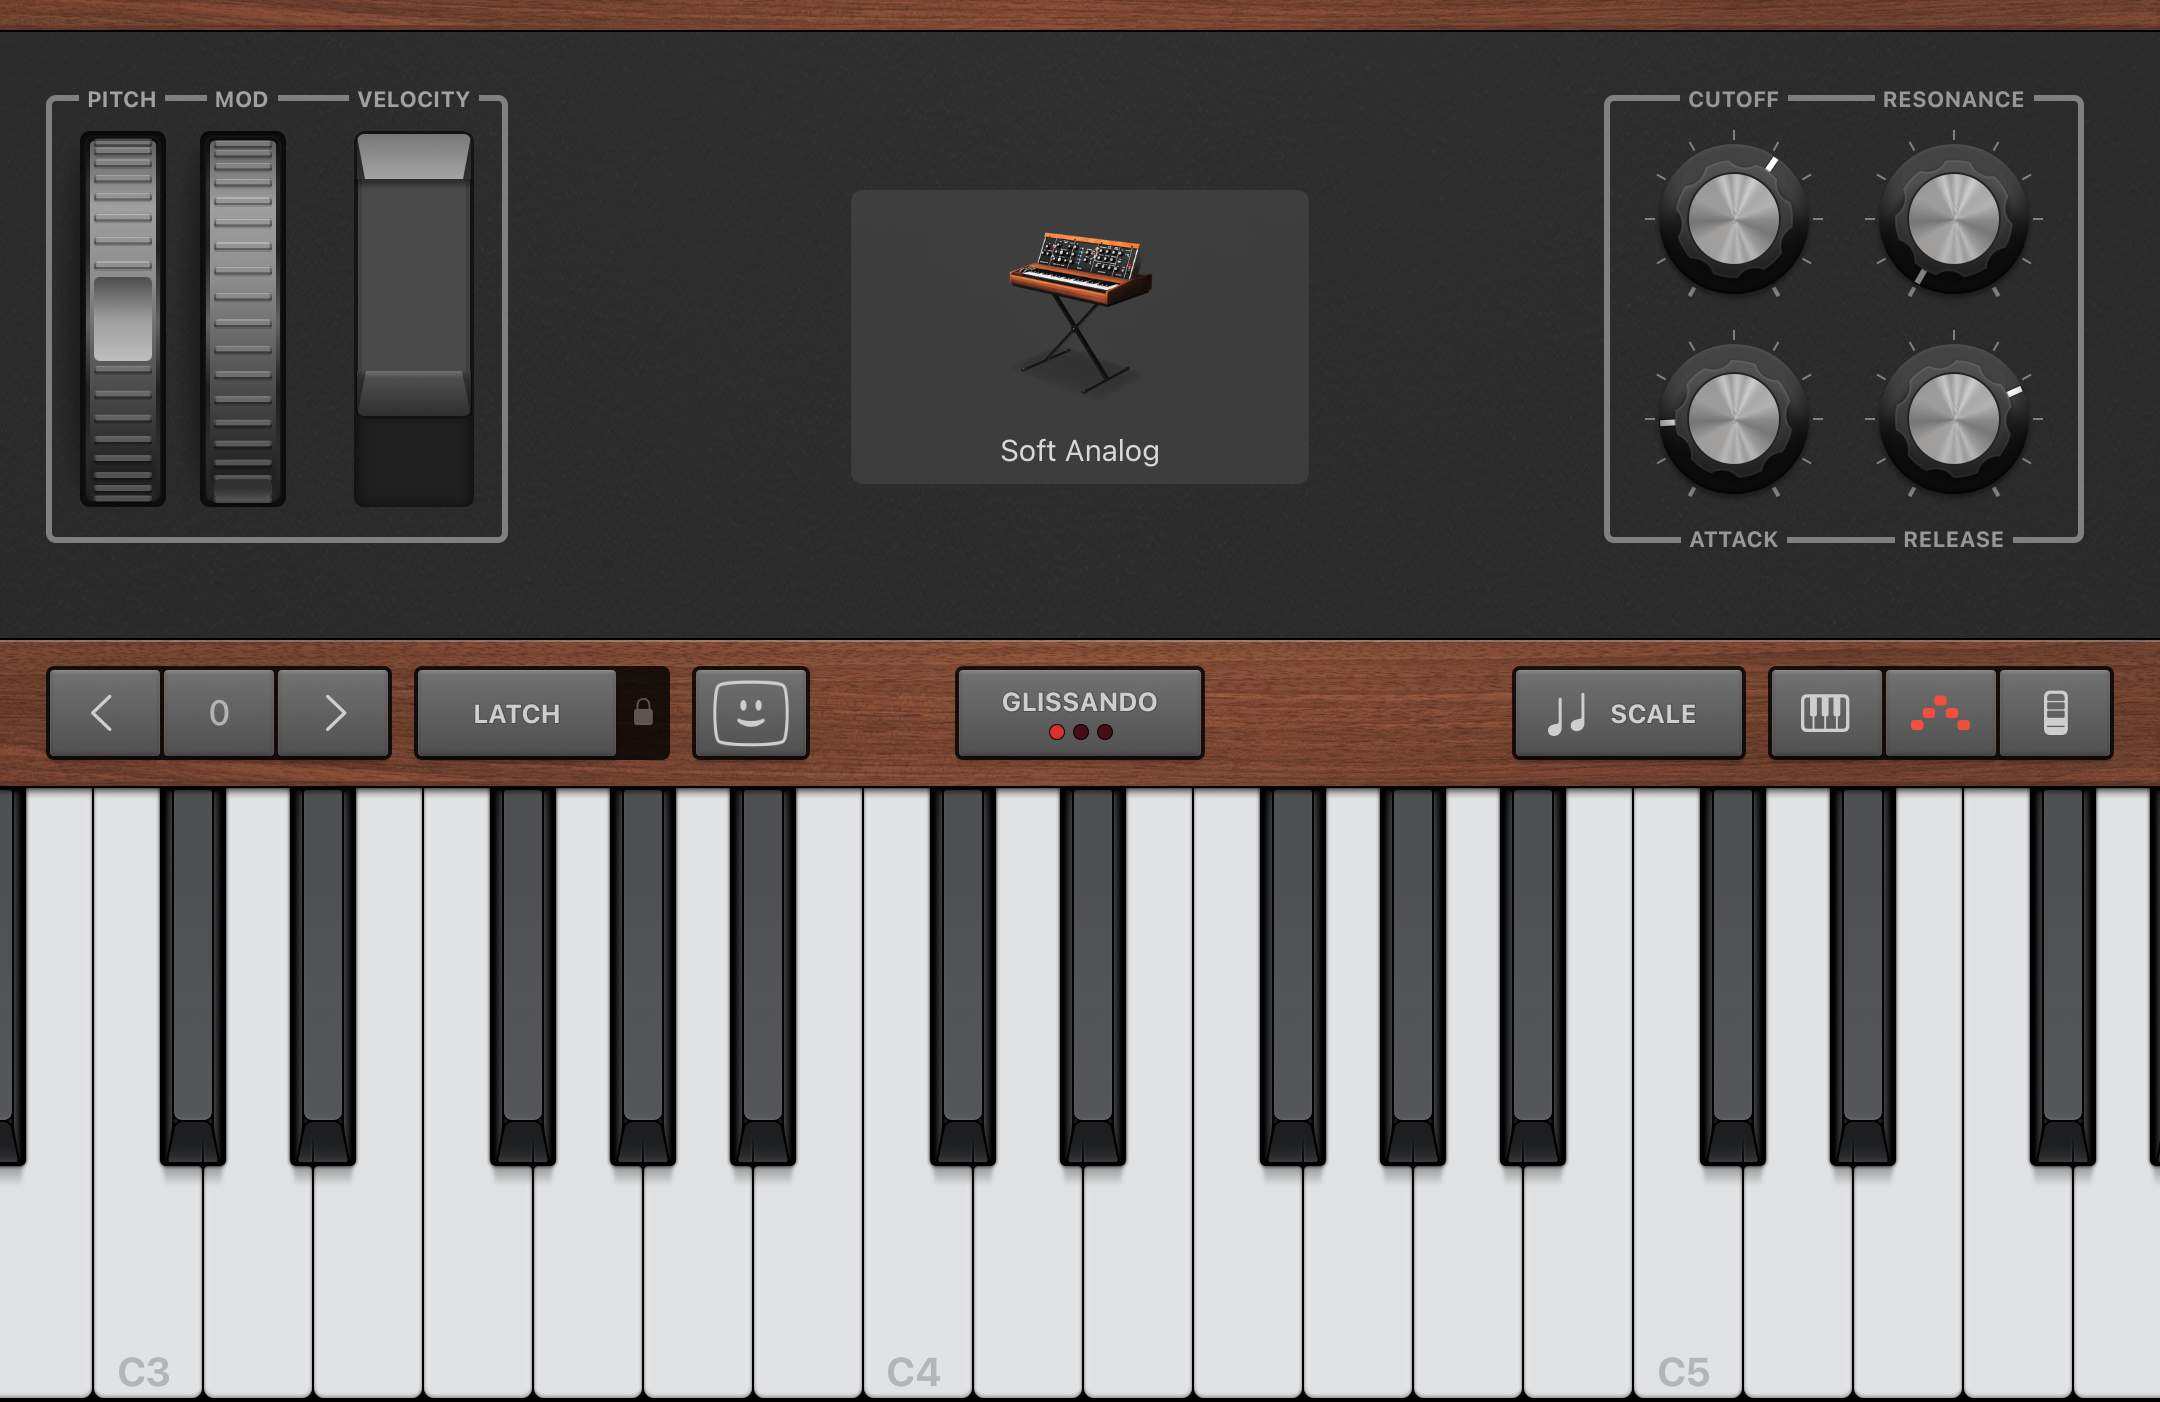 PITCH MOD VELOCITY
CUTOFF RESONANCE
Soft Analog
ATTACK RELEASE
0
LATCH
GLISSANDO
SCALE
C3 C4 C5